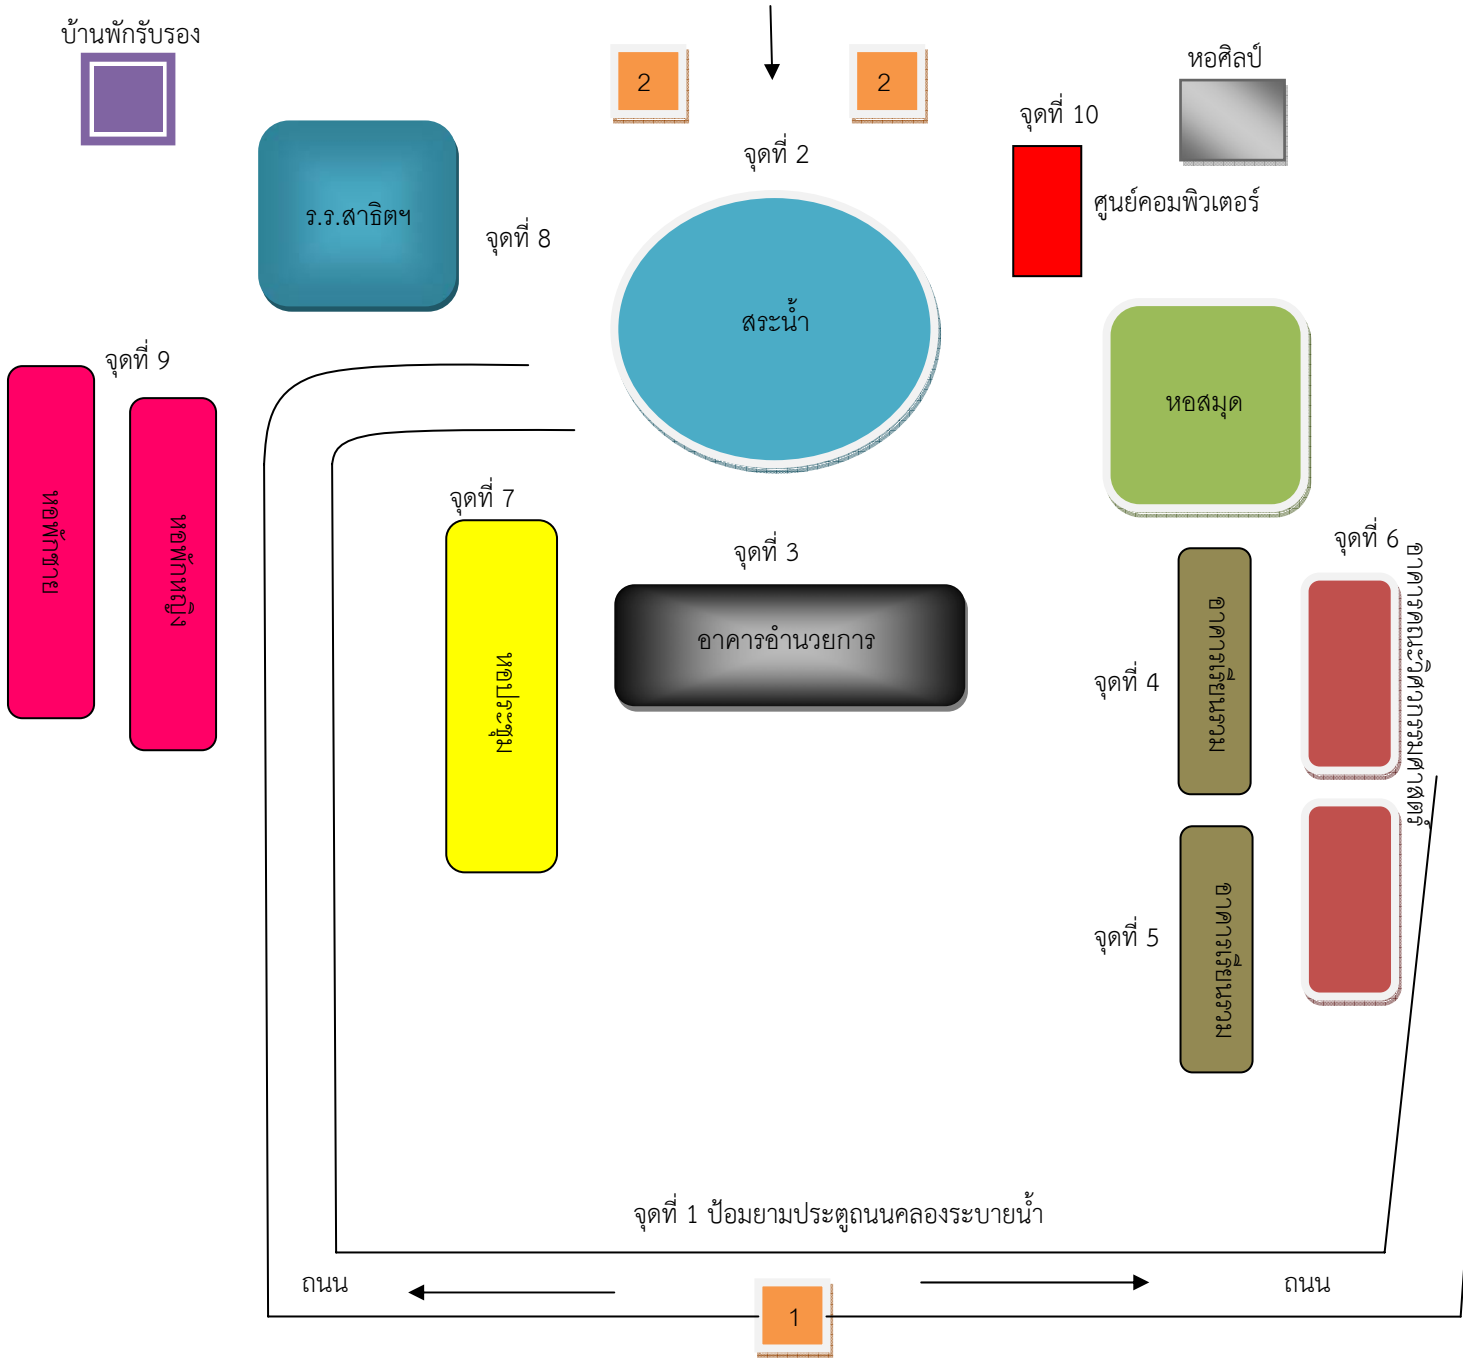 บ้านพักรับรอง
2
2
หอศิลป์
จุดที่ 10
จุดที่ 2
ศูนย์คอมพิวเตอร์
ร.ร.สาธิตฯ
จุดที่ 8
สระน้ำ
จุดที่ 9
หอสมุด
หอพักชาย
หอพักหญิง
จุดที่ 7
หอประชุม
จุดที่ 3
อาคารอำนวยการ
จุดที่ 6
อาคารคณะวิศวกรรมศาสตร์
จุดที่ 4
อาคารเรียนรวม
จุดที่ 5
อาคารเรียนรวม
จุดที่ 1 ป้อมยามประตูถนนคลองระบายน้ำ
ถนน
ถนน
1